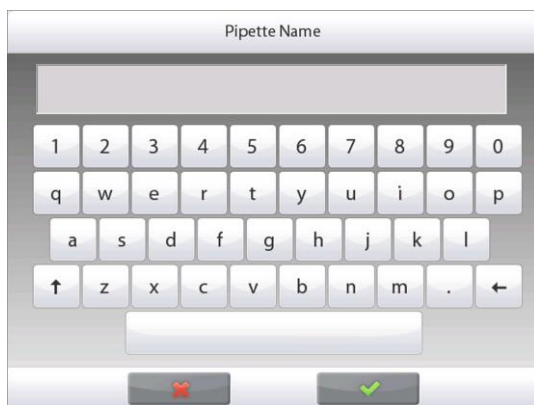 Pipette Name
1 2 3 4 5 6 7 8 9 0
q w e r t y u i o p
a s d f g h j k l
↑ z x c v b n m . ←